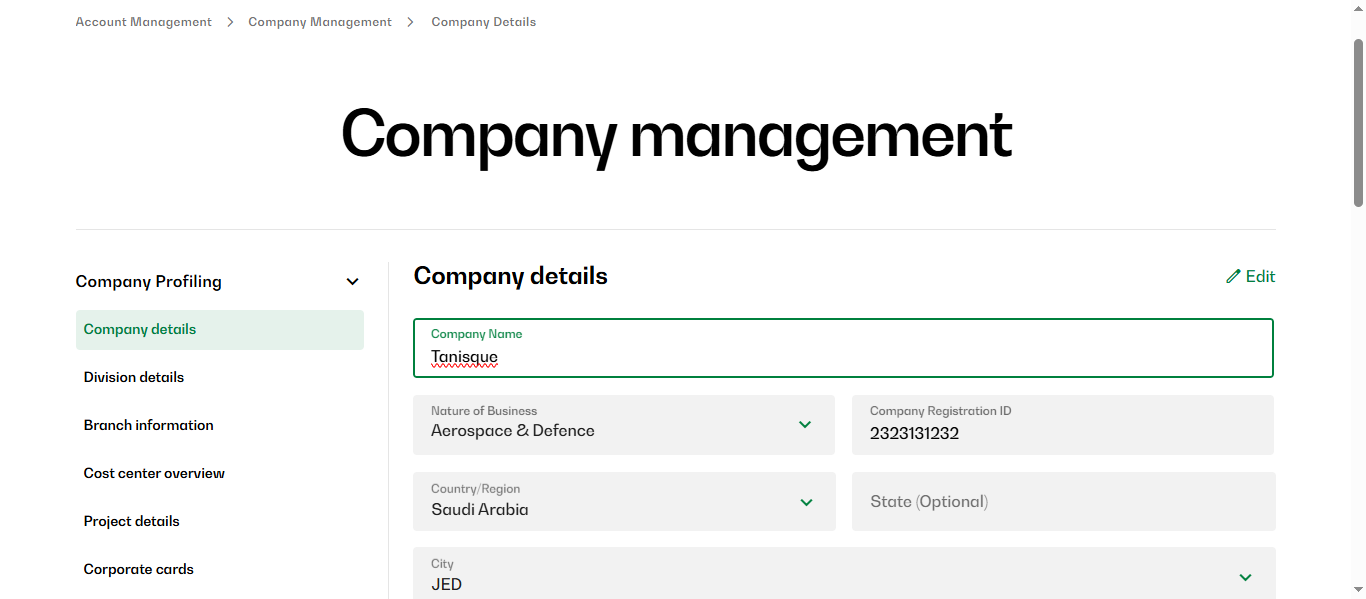 Account Management > Company Management > Company Details
Company management
Company Profiling
Company details
Division details
Branch information
Cost center overview
Project details
Corporate cards
Company details
Edit
Company Name
Tanisque
Nature of Business
Aerospace & Defence
Company Registration ID
2323131232
Country/Region
Saudi Arabia
State (Optional)
City
JED